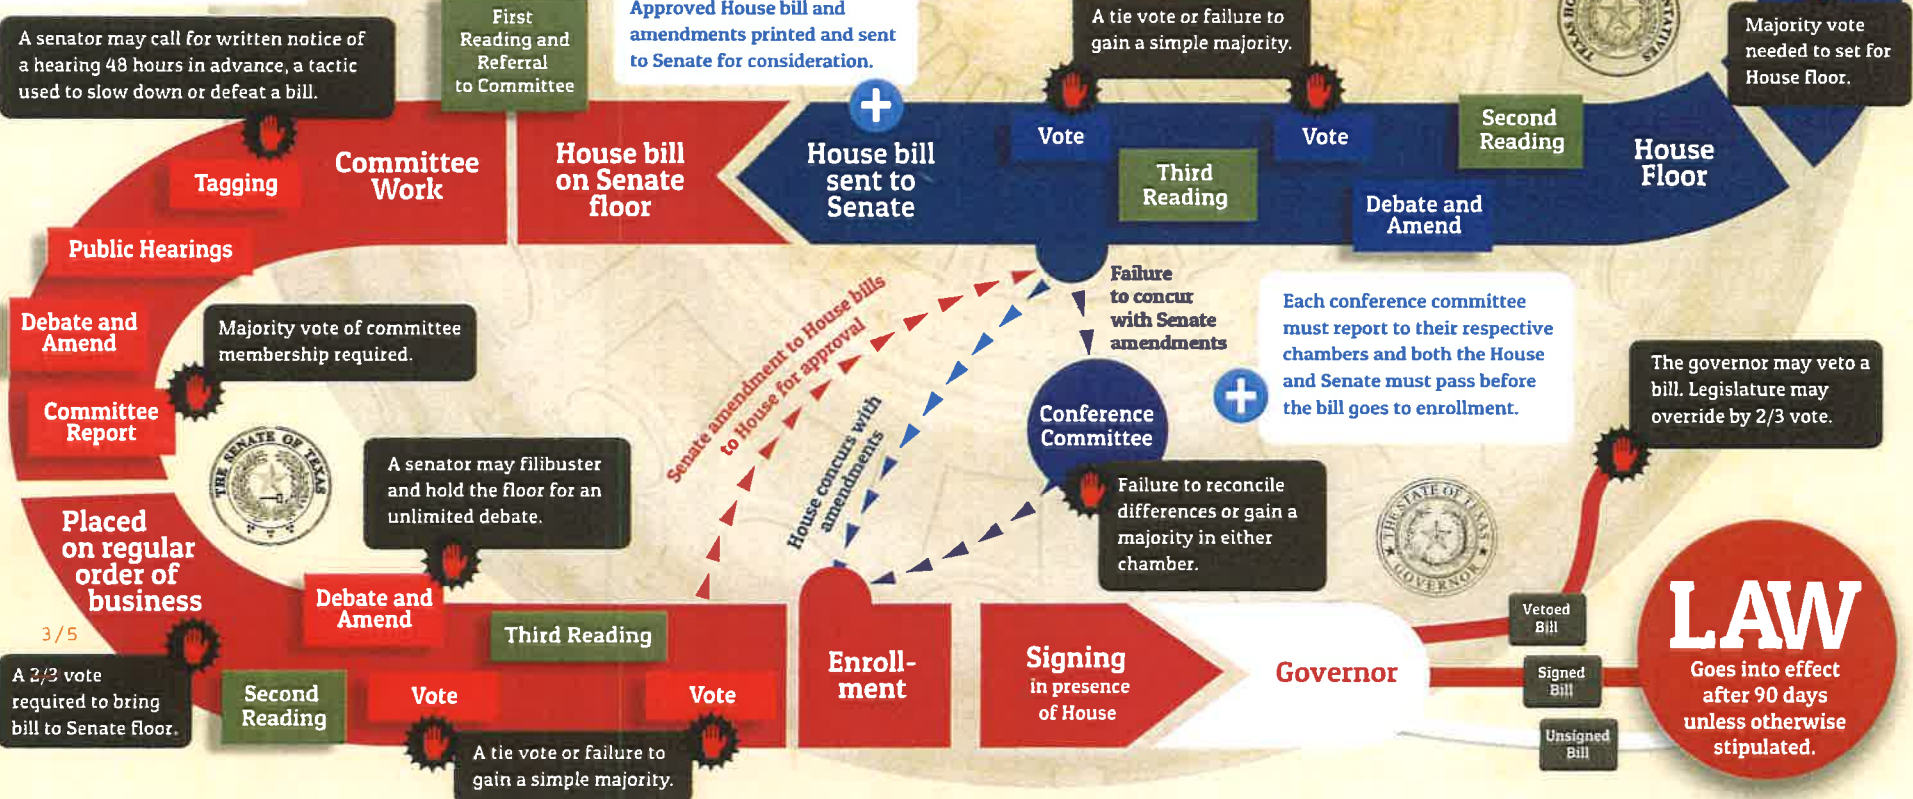 A senator may call for written notice of
a hearing 48 hours in advance, a tactic
used to slow down or defeat a bill.
First
Reading and
Referral
to Committee
Approved House bill and
amendments printed and sent
to Senate for consideration.
A tie vote or failure to
gain a simple majority.
Majority vote
needed to set for
House floor.
Tagging
Committee
Work
House bill
on Senate
floor
House bill
sent to
Senate
Vote
Third
Reading
Vote
Debate and
Amend
Second
Reading
House
Floor
Public Hearings
Debate and
Amend
Majority vote of committee
membership required.
Committee
Report
THE SENATE OF TEXAS
Senate amendment to House bills
to House for approval
House concurs with
amendments
Failure
to concur
with Senate
amendments
Conference
Committee
Each conference committee
must report to their respective
chambers and both the House
and Senate must pass before
the bill goes to enrollment.
The governor may veto a
bill. Legislature may
override by 2/3 vote.
A senator may filibuster
and hold the floor for an
unlimited debate.
Failure to reconcile
differences or gain a
majority in either
chamber.
THE STATE OF TEXAS
GOVERNOR
Placed
on regular
order of
business
3/5
A 2/3 vote
required to bring
bill to Senate floor.
Second
Reading
Debate and
Amend
Vote
Third Reading
Vote
A tie vote or failure to
gain a simple majority.
Enroll-
ment
Signing
in presence
of House
Governor
Vetoed
Bill
Signed
Bill
Unsigned
Bill
LAW
Goes into effect
after 90 days
unless otherwise
stipulated.